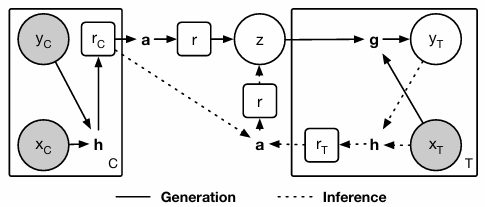 y_C r_C a r z g y_T
r
x_C h C a r_T h x_T T
Generation Inference